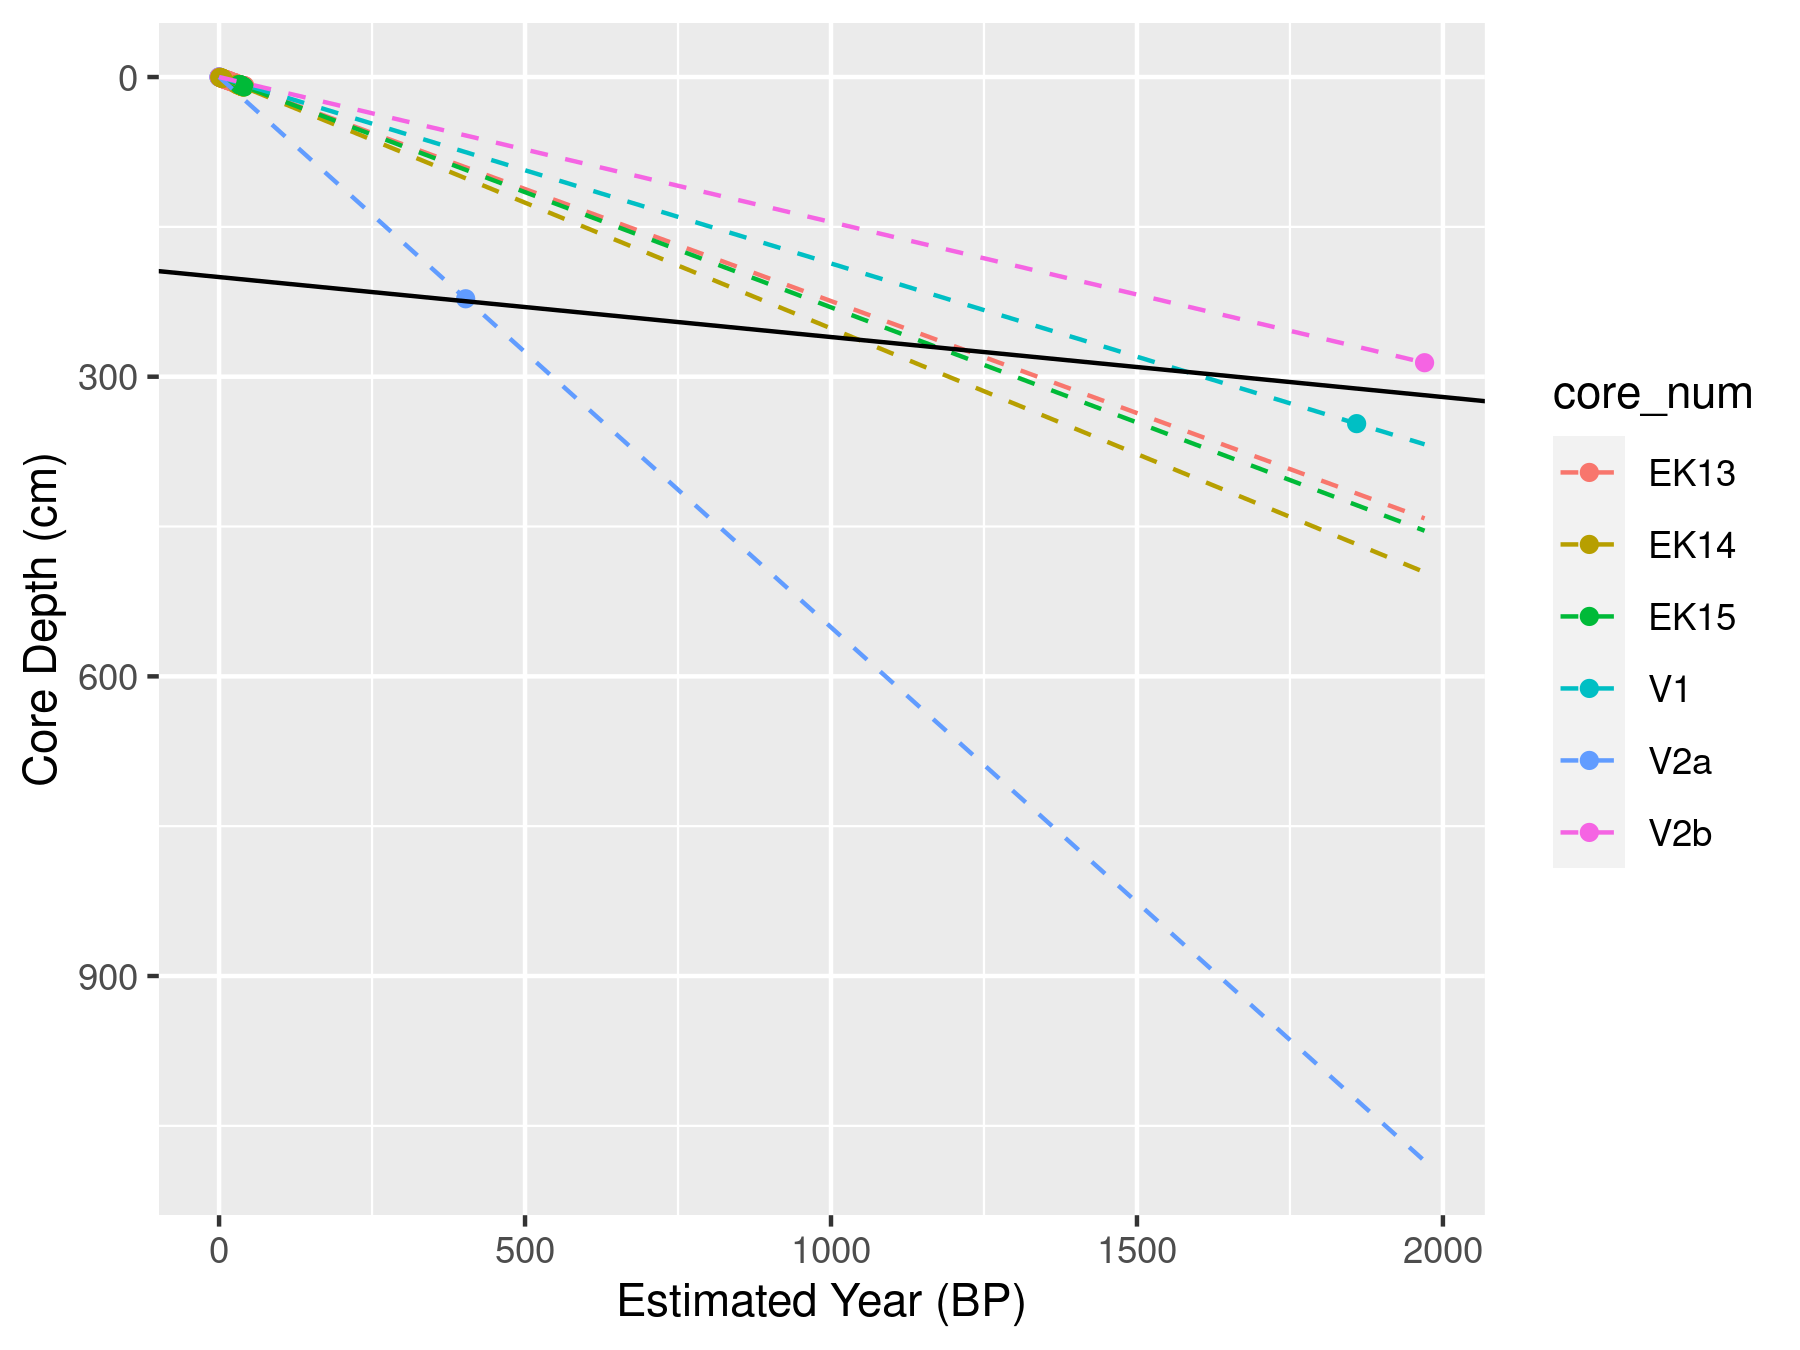 0
300
600
900
Core Depth (cm)
0 500 1000 1500 2000
Estimated Year (BP)
core_num
EK13
EK14
EK15
V1
V2a
V2b